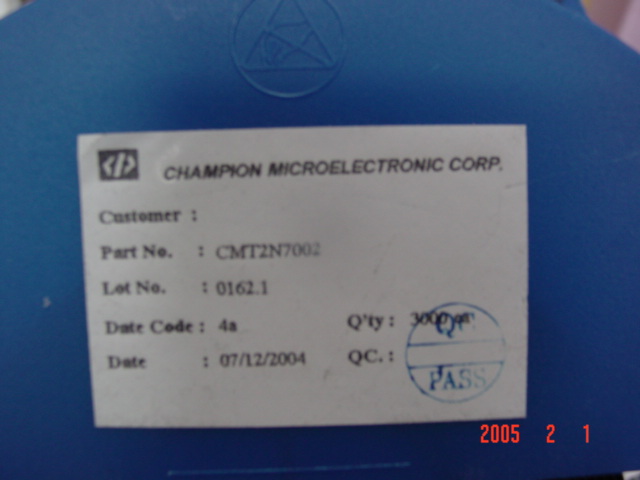 CHAMPION MICROELECTRONIC CORP.
Customer :
Part No. : CMT2N7002
Lot No. : 0162.1
Date Code : 4a Q'ty : 3000
Date : 07/12/2004 QC. :
PASS
2005 2 1